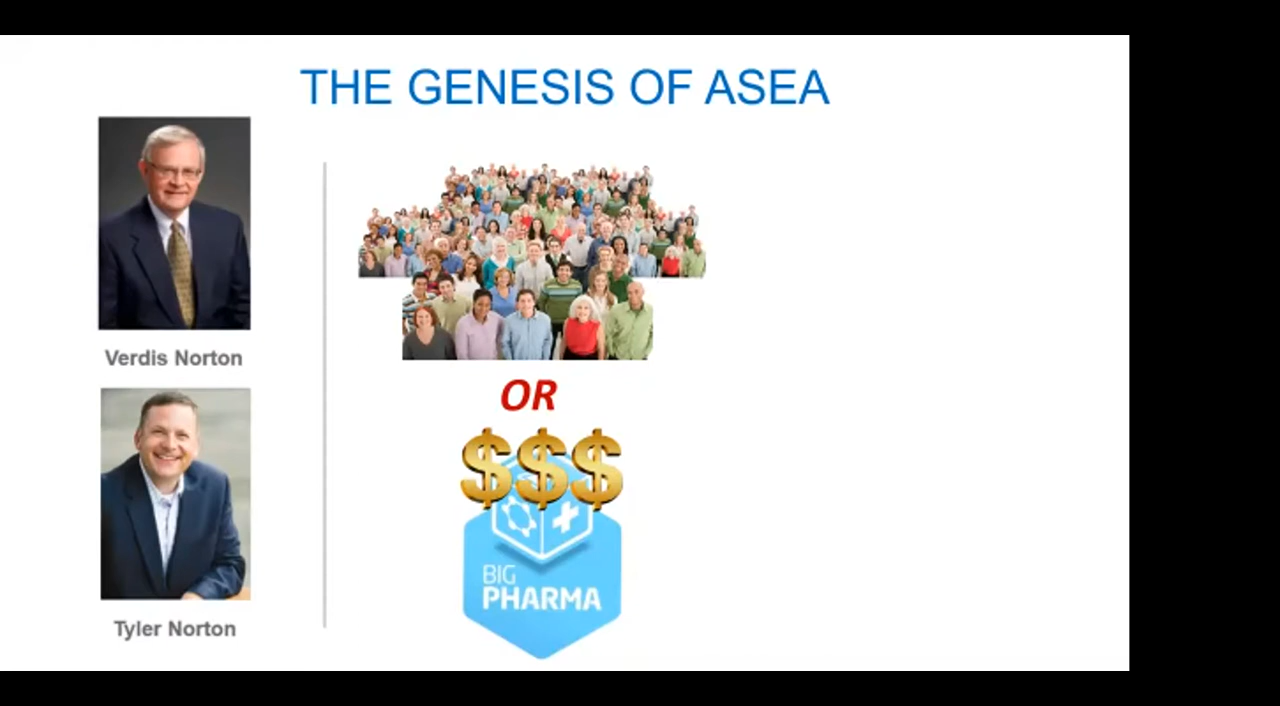 THE GENESIS OF ASEA
Verdis Norton
Tyler Norton
OR
$$$
BIG
PHARMA